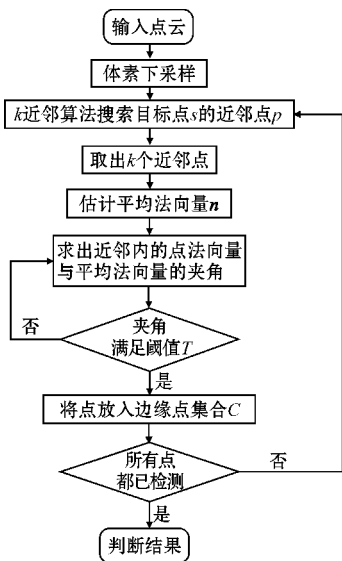 输入点云
体素下采样
k近邻算法搜索目标点s的近邻点p
取出k个近邻点
估计平均法向量n
求出近邻内的点法向量
与平均法向量的夹角
否
夹角
满足阈值T
是
将点放入边缘点集合C
所有点
都已检测
否
是
判断结果